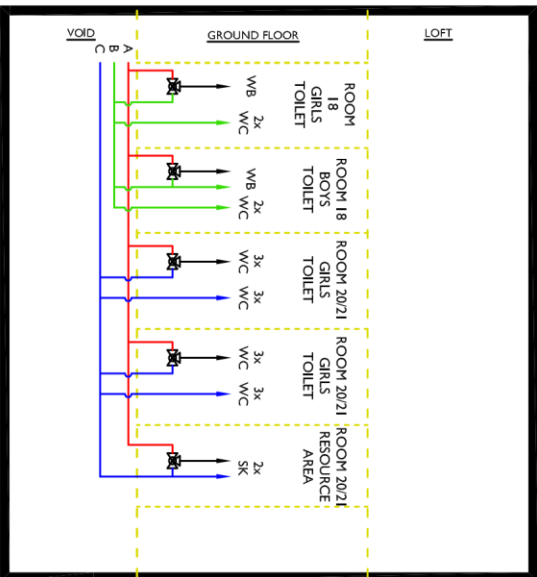 VOID
GROUND FLOOR
LOFT
C
B
A
WB
2x
WC
ROOM
18
GIRLS
TOILET
WB
2x
WC
ROOM 18
BOYS
TOILET
3x
WC
3x
WC
ROOM 20/21
GIRLS
TOILET
3x
WC
3x
WC
ROOM 20/21
GIRLS
TOILET
2x
SK
ROOM 20/21
RESOURCE
AREA